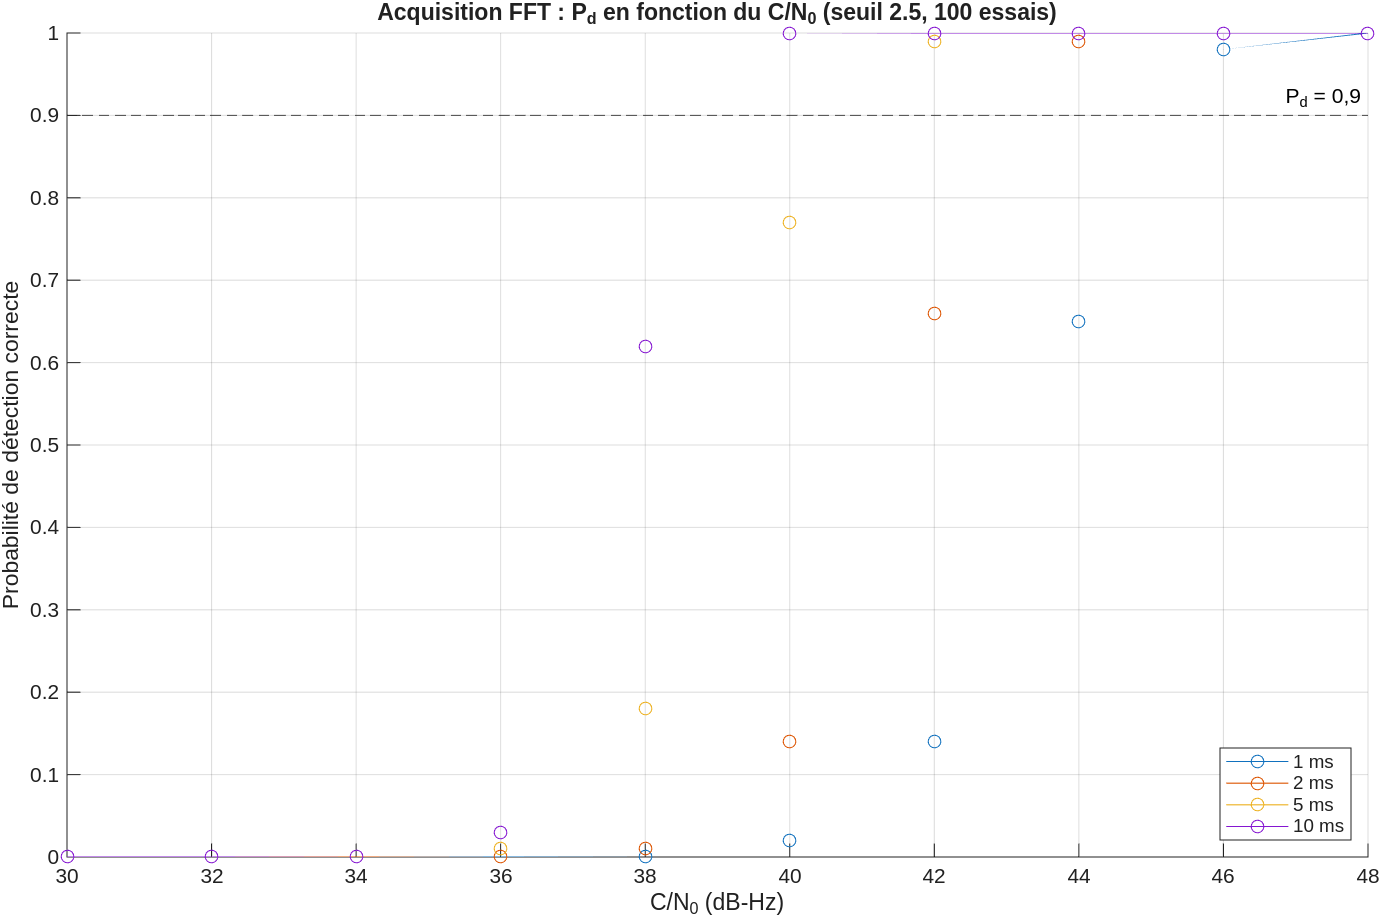 Acquisition FFT : Pd en fonction du C/N0 (seuil 2.5, 100 essais)
1
0.9
0.8
0.7
0.6
0.5
0.4
0.3
0.2
0.1
0
Probabilité de détection correcte
Pd = 0,9
1 ms
2 ms
5 ms
10 ms
30 32 34 36 38 40 42 44 46 48
C/N0 (dB-Hz)